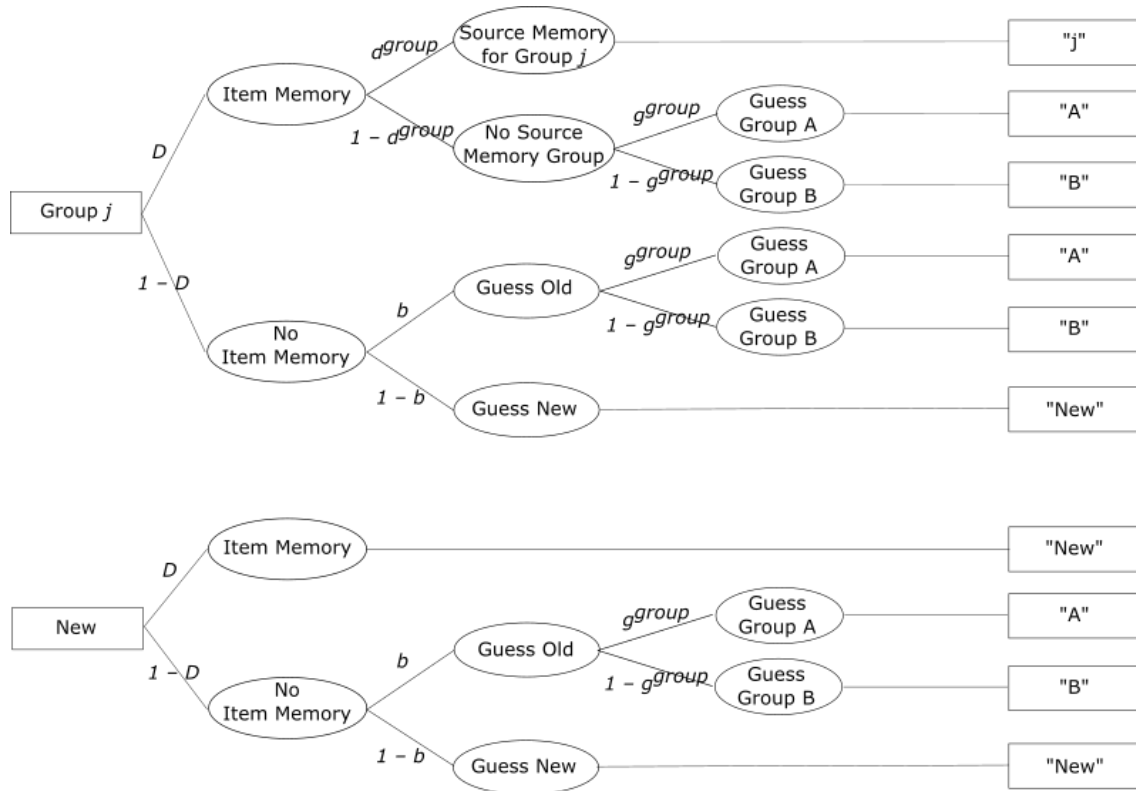 Source Memory
for Group j
"j"
d^group
Item Memory
g^group
Guess
Group A
"A"
1 – d^group
No Source
Memory Group
D
1 – g^group
Guess
Group B
"B"
Group j
g^group
Guess
Group A
"A"
1 – D
b
Guess Old
1 – g^group
Guess
Group B
"B"
No
Item Memory
1 – b
Guess New
"New"
Item Memory
"New"
D
g^group
Guess
Group A
"A"
New
b
Guess Old
1 – D
1 – g^group
Guess
Group B
"B"
No
Item Memory
1 – b
Guess New
"New"